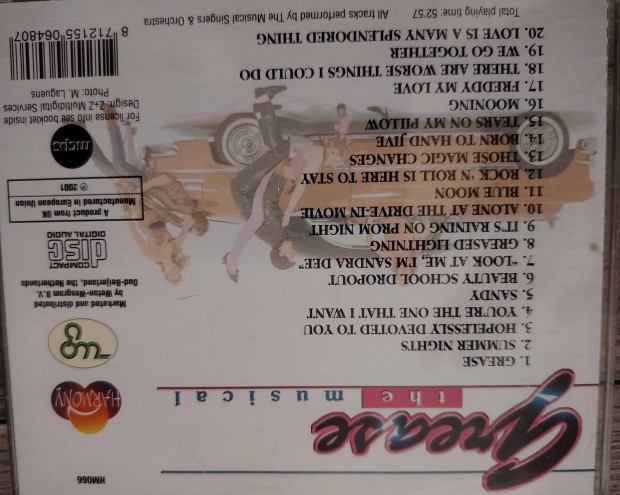 Grease
the musical
1. GREASE
2. SUMMER NIGHTS
3. HOPELESSLY DEVOTED TO YOU
4. YOU'RE THE ONE THAT I WANT
5. SANDY
6. BEAUTY SCHOOL DROPOUT
7. "LOOK AT ME, I'M SANDRA DEE"
8. GREASED LIGHTNING
9. IT'S RAINING ON PROM NIGHT
10. ALONE AT THE DRIVE-IN MOVIE
11. BLUE MOON
12. ROCK 'N ROLL IS HERE TO STAY
13. THOSE MAGIC CHANGES
14. BORN TO HAND JIVE
15. TEARS ON MY PILLOW
16. MOONING
17. FREDDY MY LOVE
18. THERE ARE WORSE THINGS I COULD DO
19. WE GO TOGETHER
20. LOVE IS A MANY SPLENDORED THING
Total playing time: 52:57
All tracks performed by The Musical Singers & Orchestra
HM066
HARMONY
Marketed and distributed
by Weton-Wesgram B.V.
Oud-Beijerland, the Netherlands
COMPACT
disc
DIGITAL AUDIO
A product from UK
Manufactured in European Union
℗ 2001
mcps
For license info see booklet inside
Design: Z+Z Multidigital Services
Photo: M. Laguens
8 712155 064807